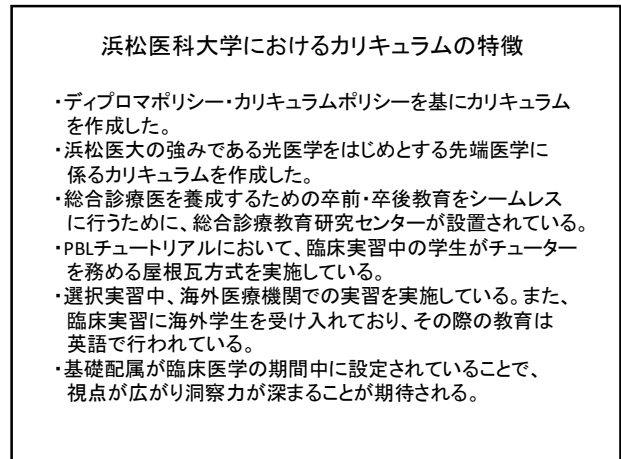 浜松医科大学におけるカリキュラムの特徴
・ディプロマポリシー・カリキュラムポリシーを基にカリキュラム
を作成した。
・浜松医大の強みである光医学をはじめとする先端医学に
係るカリキュラムを作成した。
・総合診療医を養成するための卒前・卒後教育をシームレス
に行うために、総合診療教育研究センターが設置されている。
・PBLチュートリアルにおいて、臨床実習中の学生がチューター
を務める屋根瓦方式を実施している。
・選択実習中、海外医療機関での実習を実施している。また、
臨床実習に海外学生を受け入れており、その際の教育は
英語で行われている。
・基礎配属が臨床医学の期間中に設定されていることで、
視点が広がり洞察力が深まることが期待される。